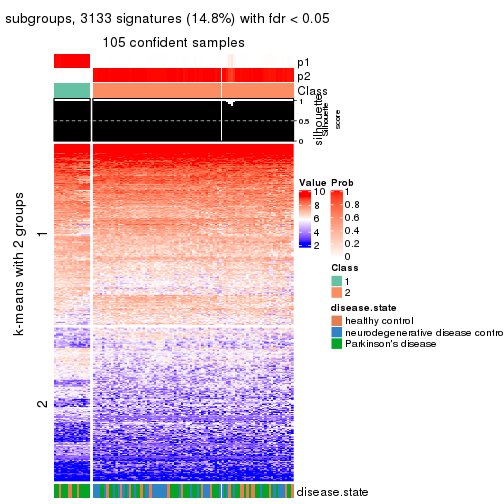 subgroups, 3133 signatures (14.8%) with fdr < 0.05
105 confident samples
p1
p2
Class
1
0.5
0
silhouette
Silhouette
score
k-means with 2 groups
1
2
Value
10
8
6
4
2
Prob
1
0.8
0.6
0.4
0.2
0
Class
1
2
disease.state
healthy control
neurodegenerative disease contro
Parkinson's disease
disease.state